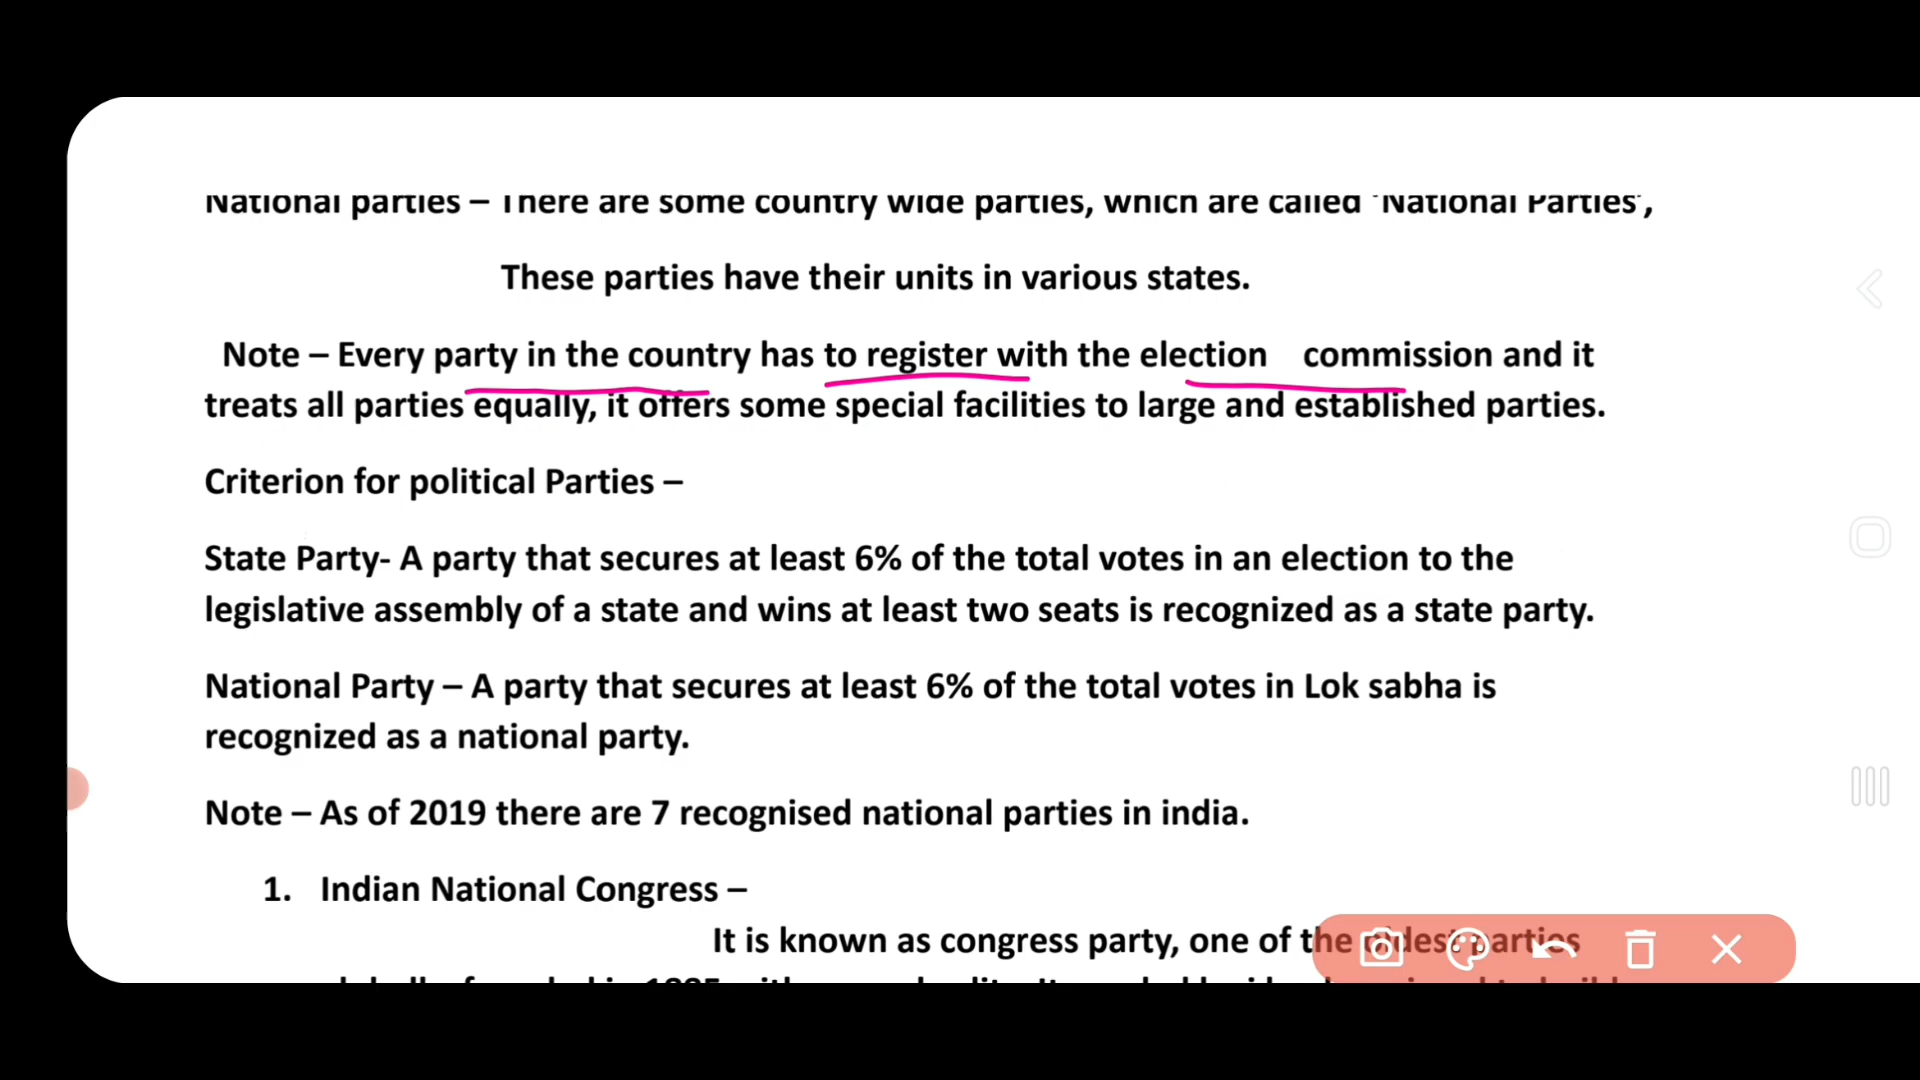 National parties – There are some country wide parties, which are called 'National Parties',
These parties have their units in various states.
Note – Every party in the country has to register with the election commission and it
treats all parties equally, it offers some special facilities to large and established parties.
Criterion for political Parties –
State Party- A party that secures at least 6% of the total votes in an election to the
legislative assembly of a state and wins at least two seats is recognized as a state party.
National Party – A party that secures at least 6% of the total votes in Lok sabha is
recognized as a national party.
Note – As of 2019 there are 7 recognised national parties in india.
1. Indian National Congress –
It is known as congress party, one of the oldest parties